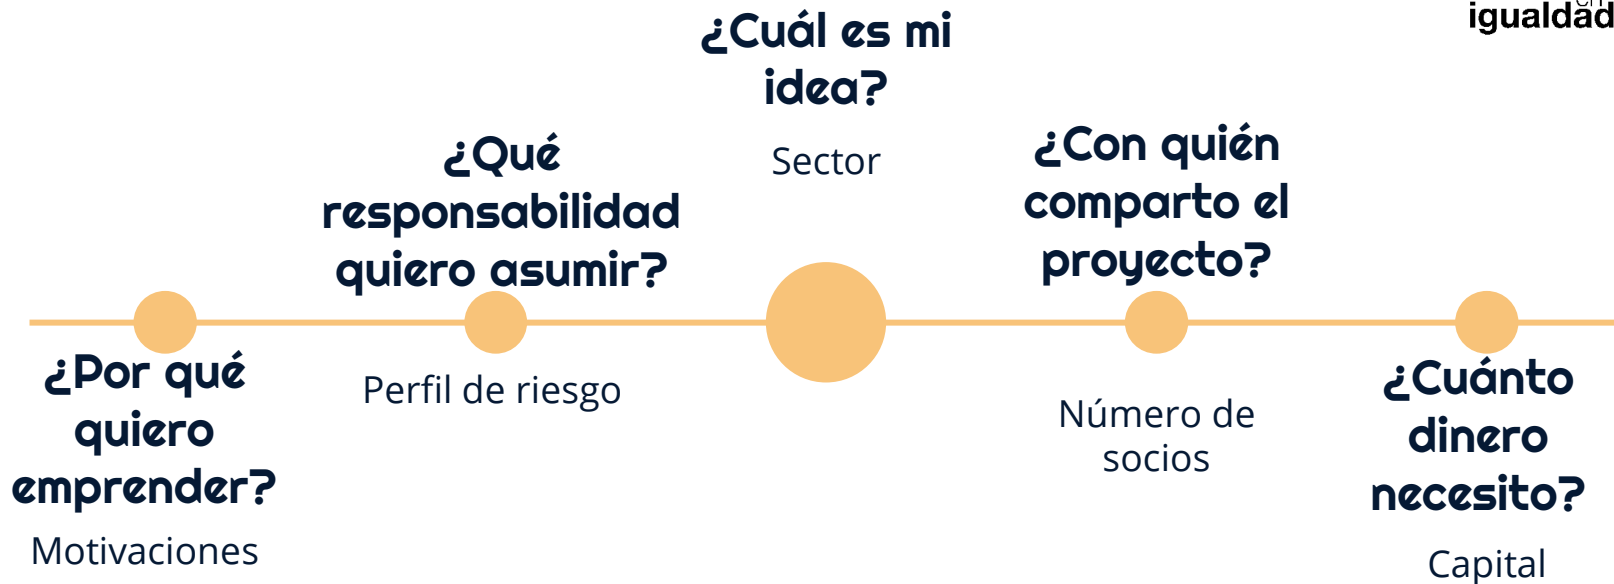 igualdad
¿Cuál es mi
idea?
Sector
¿Qué
responsabilidad
quiero asumir?
Perfil de riesgo
¿Con quién
comparto el
proyecto?
Número de
socios
¿Por qué
quiero
emprender?
Motivaciones
¿Cuánto
dinero
necesito?
Capital